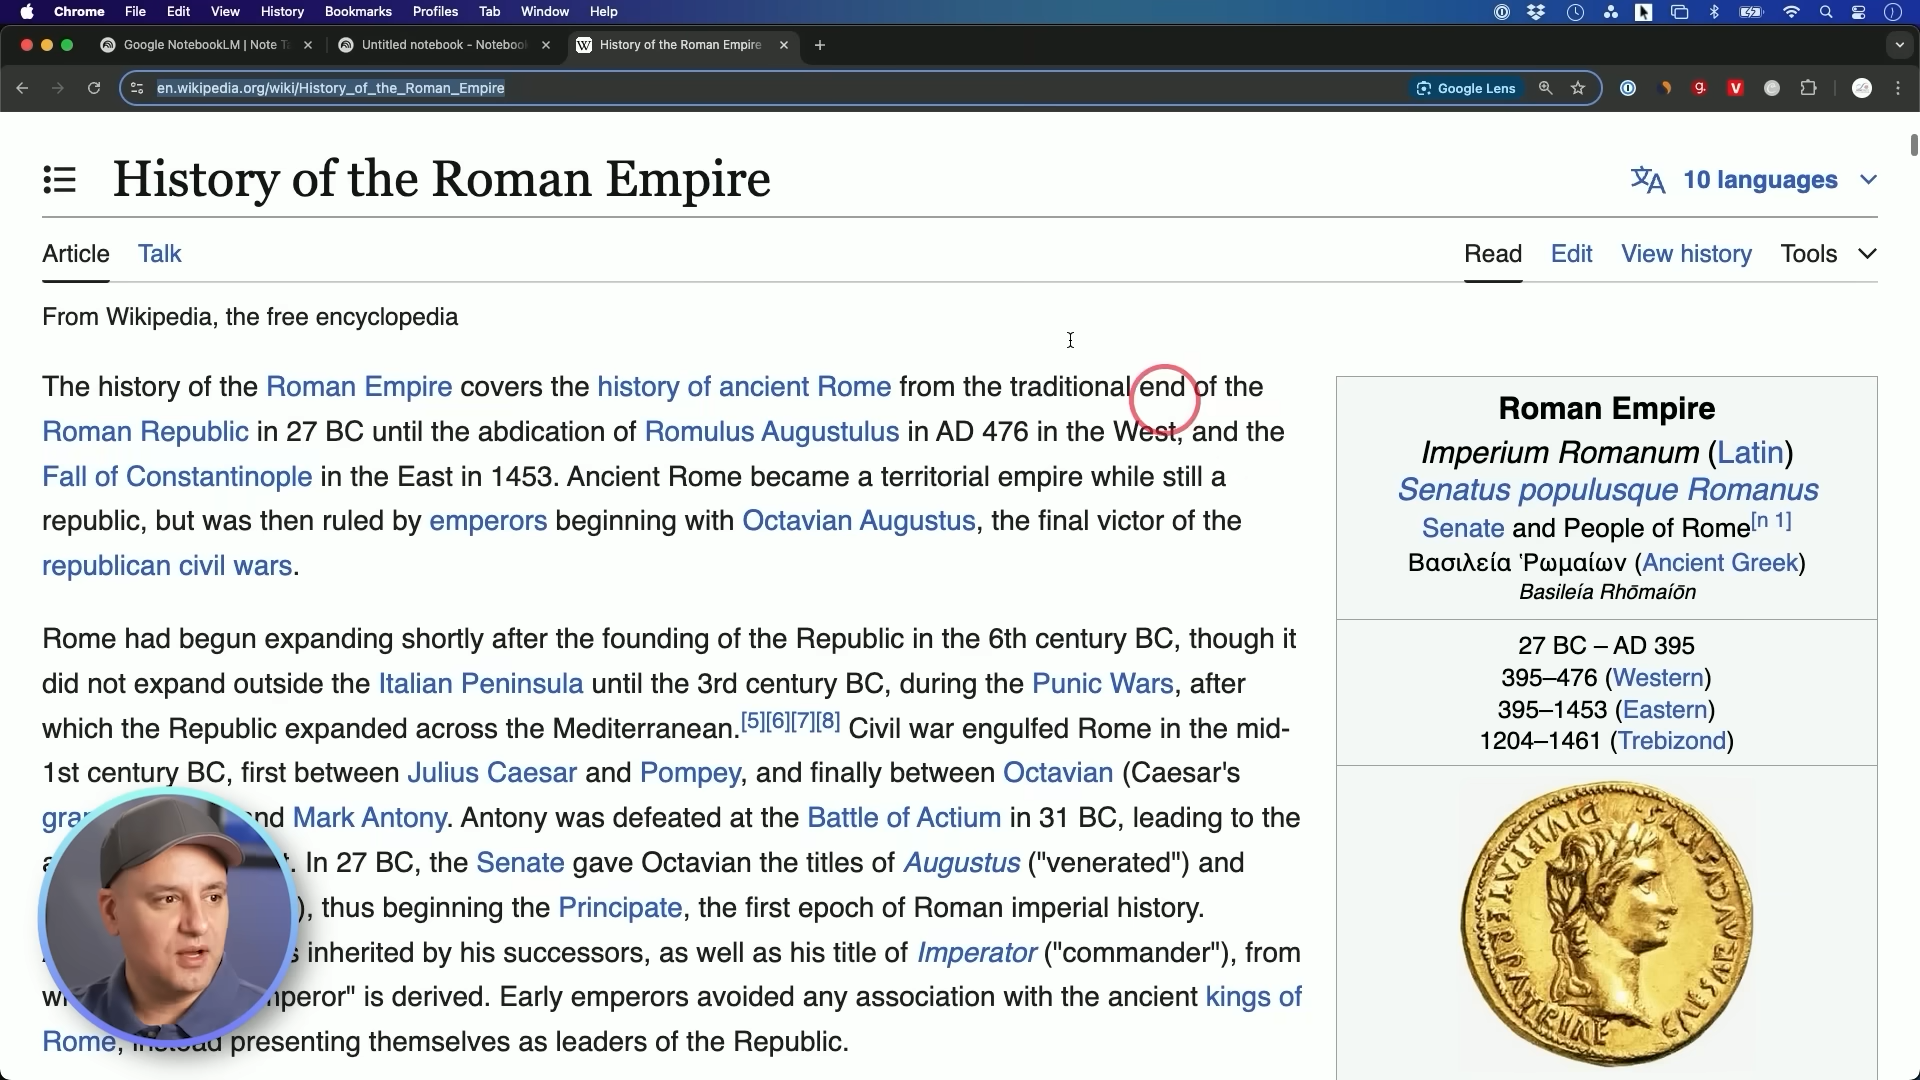 Chrome File Edit View History Bookmarks Profiles Tab Window Help
Google NotebookLM | Note T
Untitled notebook - Notebook
History of the Roman Empire
en.wikipedia.org/wiki/History_of_the_Roman_Empire
Google Lens
History of the Roman Empire
10 languages
Article Talk
Read Edit View history Tools
From Wikipedia, the free encyclopedia
The history of the Roman Empire covers the history of ancient Rome from the traditional end of the
Roman Republic in 27 BC until the abdication of Romulus Augustulus in AD 476 in the West, and the
Fall of Constantinople in the East in 1453. Ancient Rome became a territorial empire while still a
republic, but was then ruled by emperors beginning with Octavian Augustus, the final victor of the
republican civil wars.
Rome had begun expanding shortly after the founding of the Republic in the 6th century BC, though it
did not expand outside the Italian Peninsula until the 3rd century BC, during the Punic Wars, after
which the Republic expanded across the Mediterranean.[5][6][7][8] Civil war engulfed Rome in the mid-
1st century BC, first between Julius Caesar and Pompey, and finally between Octavian (Caesar's
and Mark Antony. Antony was defeated at the Battle of Actium in 31 BC, leading to the
. In 27 BC, the Senate gave Octavian the titles of Augustus ("venerated") and
), thus beginning the Principate, the first epoch of Roman imperial history.
inherited by his successors, as well as his title of Imperator ("commander"), from
" is derived. Early emperors avoided any association with the ancient kings of
Rome, instead presenting themselves as leaders of the Republic.
Roman Empire
Imperium Romanum (Latin)
Senatus populusque Romanus
Senate and People of Rome[n 1]
Βασιλεία Ῥωμαίων (Ancient Greek)
Basileía Rhōmaíōn
27 BC – AD 395
395–476 (Western)
395–1453 (Eastern)
1204–1461 (Trebizond)